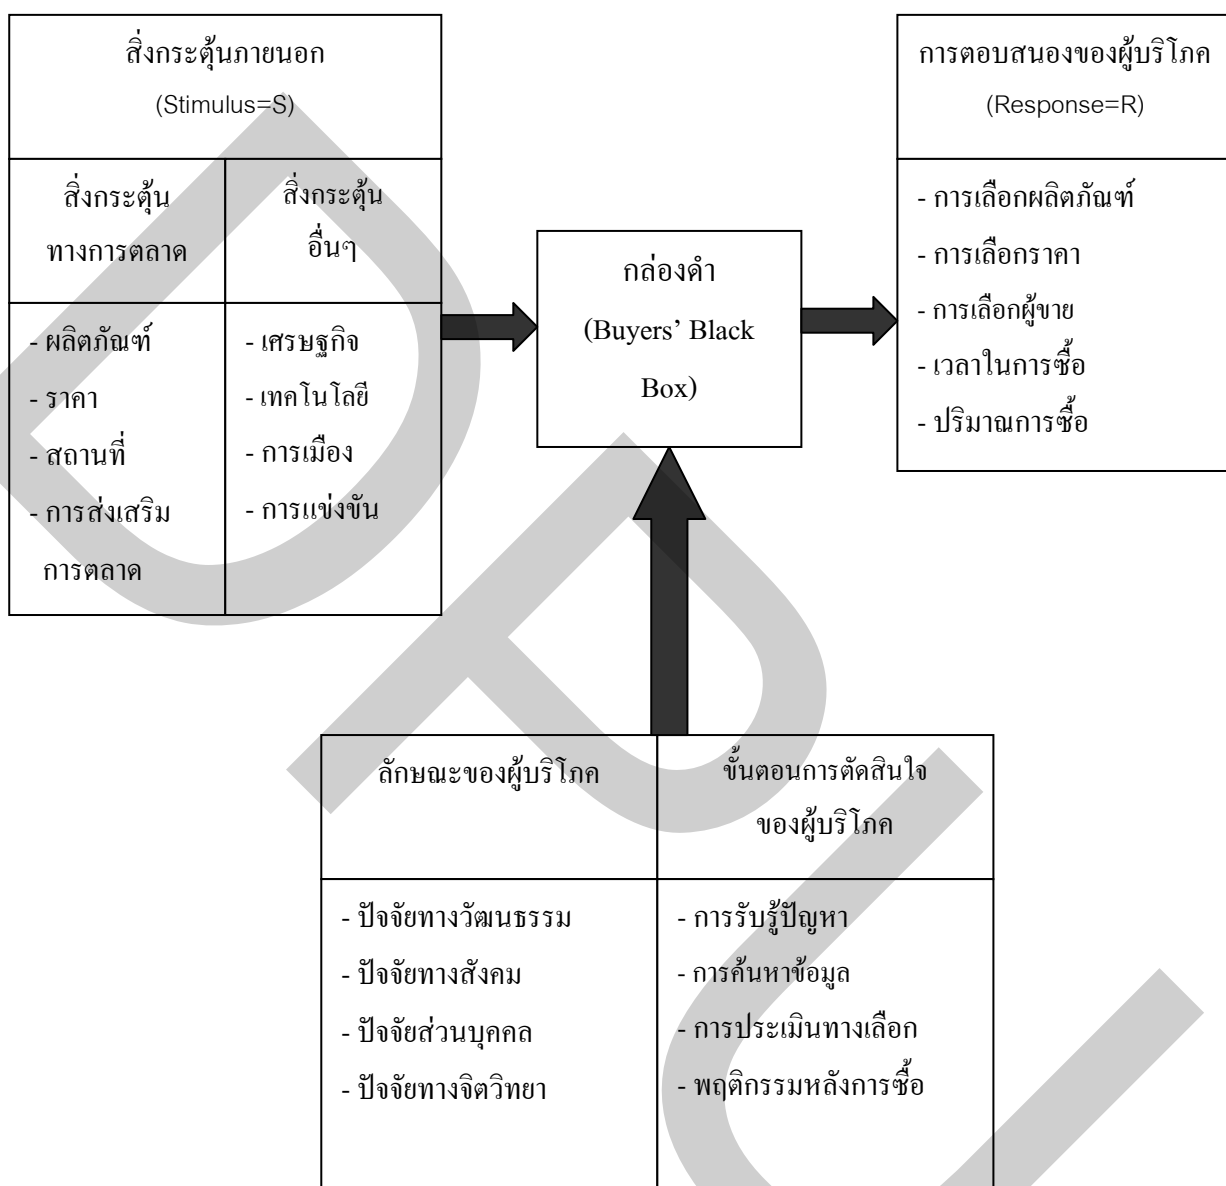 สิ่งกระตุ้นภายนอก
(Stimulus=S)
สิ่งกระตุ้น
ทางการตลาด
สิ่งกระตุ้น
อื่นๆ
- ผลิตภัณฑ์
- ราคา
- สถานที่
- การส่งเสริม
การตลาด
- เศรษฐกิจ
- เทคโนโลยี
- การเมือง
- การแข่งขัน
กล่องดำ
(Buyers’ Black
Box)
การตอบสนองของผู้บริโภค
(Response=R)
- การเลือกผลิตภัณฑ์
- การเลือกราคา
- การเลือกผู้ขาย
- เวลาในการซื้อ
- ปริมาณการซื้อ
ลักษณะของผู้บริโภค
ขั้นตอนการตัดสินใจ
ของผู้บริโภค
- ปัจจัยทางวัฒนธรรม
- ปัจจัยทางสังคม
- ปัจจัยส่วนบุคคล
- ปัจจัยทางจิตวิทยา
- การรับรู้ปัญหา
- การค้นหาข้อมูล
- การประเมินทางเลือก
- พฤติกรรมหลังการซื้อ
DPU